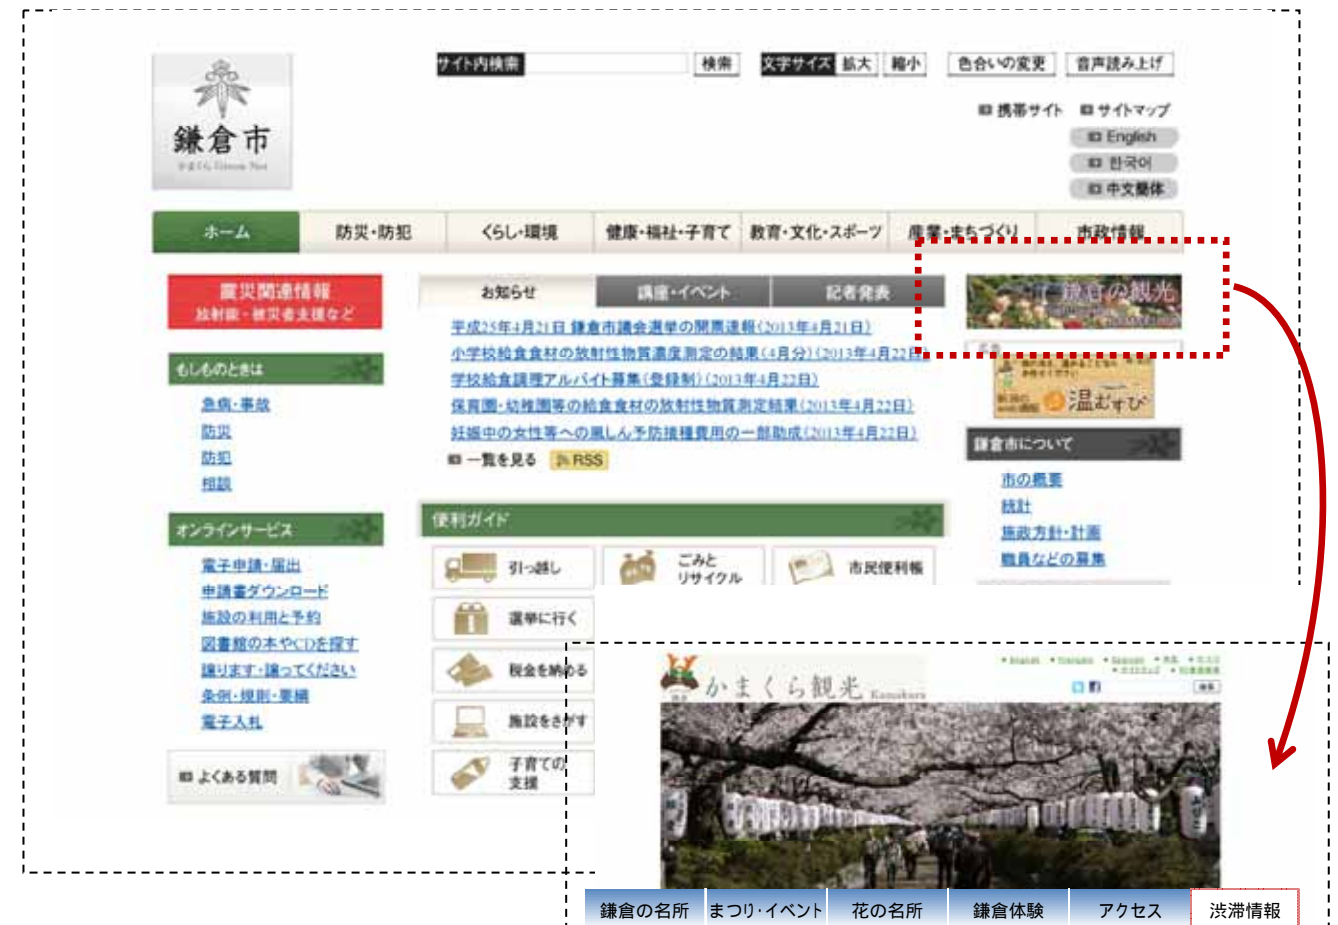 サイト内検索
検索
文字サイズ 拡大 縮小
色合いの変更 音声読み上げ
携帯サイト サイトマップ
English
한국어
中文簡体
鎌倉市
ホーム 防災・防犯 くらし・環境 健康・福祉・子育て 教育・文化・スポーツ 産業・まちづくり 市政情報
震災関連情報
放射能・被災者支援など
もしものときは
急病・事故
防災
防犯
相談
オンラインサービス
電子申請・届出
申請書ダウンロード
施設の利用と予約
図書館の本やCDを探す
譲ります・譲ってください
条例・規則・要綱
電子入札
よくある質問
お知らせ 講座・イベント 記者発表
平成25年4月21日 鎌倉市議会選挙の開票速報(2013年4月21日)
小学校給食食材の放射性物質濃度測定の結果(4月分)(2013年4月22日)
学校給食調理アルバイト募集(登録制)(2013年4月22日)
保育園・幼稚園等の給食食材の放射性物質測定結果(2013年4月22日)
妊娠中の女性等への風しん予防接種費用の一部助成(2013年4月22日)
一覧を見る RSS
便利ガイド
引っ越し
ごみと
リサイクル
市民便利帳
選挙に行く
税金を納める
施設をさがす
子育ての
支援
鎌倉の観光
広告
温むすび
鎌倉市について
市の概要
統計
施政方針・計画
職員などの募集
かまくら観光 Kamakura
鎌倉の名所 まつり・イベント 花の名所 鎌倉体験 アクセス 渋滞情報